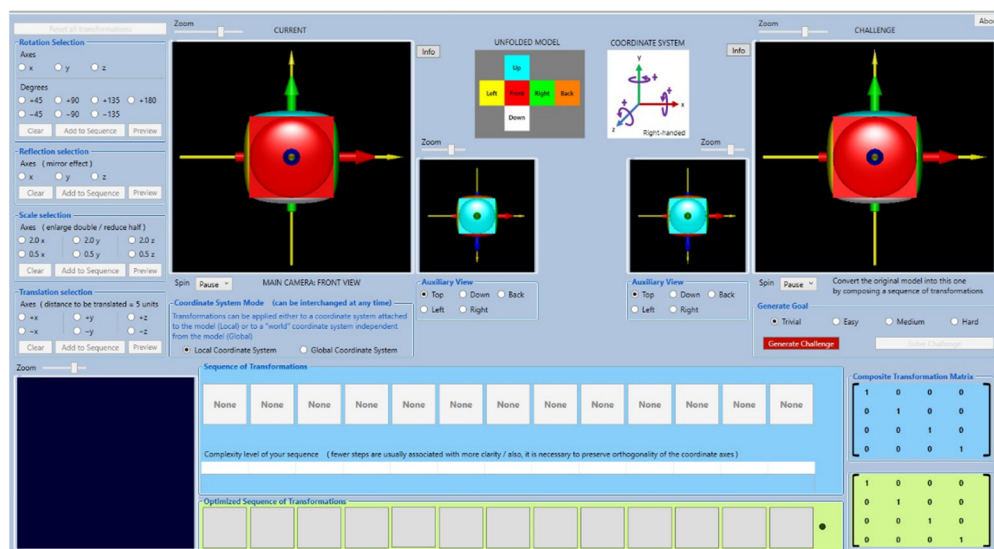 Reset all transformations
Rotation Selection
Axes
x y z
Degrees
+45 +90 +135 +180
−45 −90 −135
Clear Add to Sequence Preview
Reflection selection
Axes ( mirror effect )
x y z
Clear Add to Sequence Preview
Scale selection
Axes ( enlarge double / reduce half )
2.0 x 2.0 y 2.0 z
0.5 x 0.5 y 0.5 z
Clear Add to Sequence Preview
Translation selection
Axes ( distance to be translated = 5 units
+x +y +z
−x −y −z
Clear Add to Sequence Preview
Zoom
CURRENT
Info
Spin Pause MAIN CAMERA: FRONT VIEW
Coordinate System Mode (can be interchanged at any time)
Transformations can be applied either to a coordinate system attached
to the model (Local) or to a "world" coordinate system independent
from the model (Global)
Local Coordinate System Global Coordinate System
UNFOLDED MODEL
Up
Left Front Right Back
Down
COORDINATE SYSTEM
y
+
+
x
+
z
Right-handed
Zoom
Auxiliary View
Top Down Back
Left Right
Zoom
Auxiliary View
Top Down Back
Left Right
Info
Zoom
CHALLENGE
Abou
Spin Pause
Convert the original model into this one
by composing a sequence of transformations
Generate Goal
Trivial Easy Medium Hard
Generate Challenge Solve Challenge
Zoom
Sequence of Transformations
None None None None None None None None None None None None None
Complexity level of your sequence ( fewer steps are usually associated with more clarity / also, it is necessary to preserve orthogonality of the coordinate axes )
Optimized Sequence of Transformations
Composite Transformation Matrix
1 0 0 0
0 1 0 0
0 0 1 0
0 0 0 1
1 0 0 0
0 1 0 0
0 0 1 0
0 0 0 1